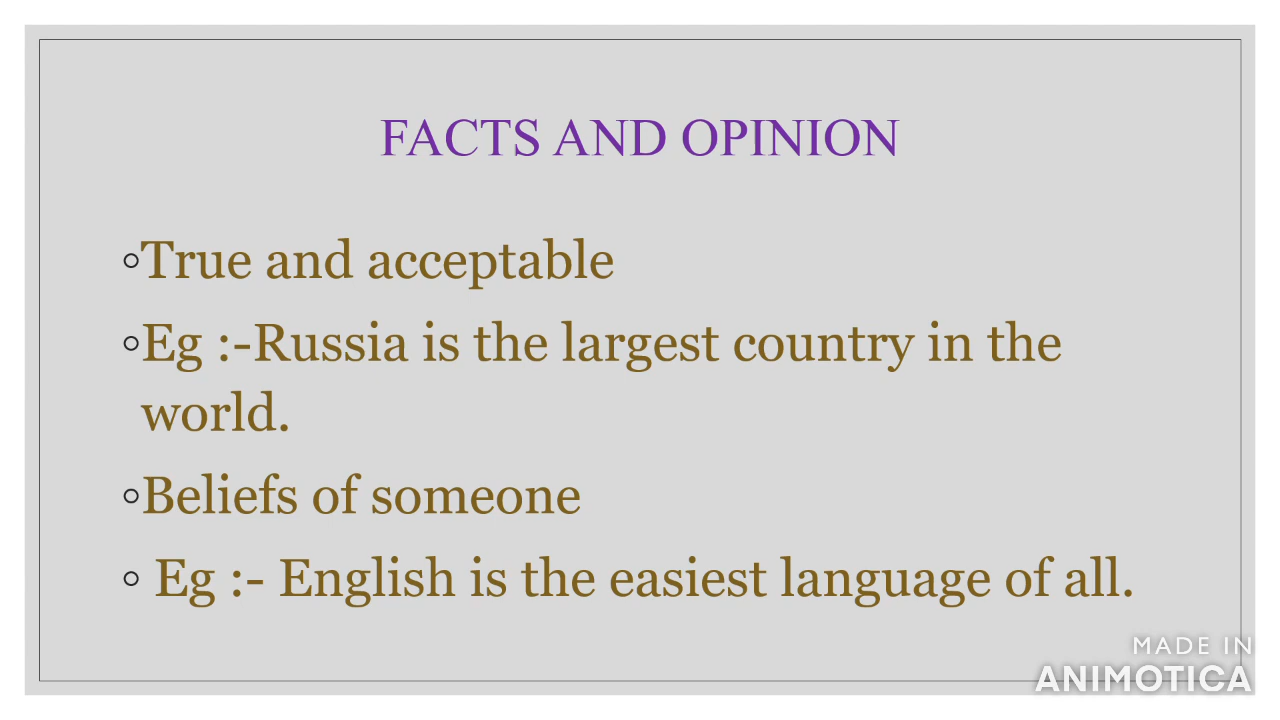 FACTS AND OPINION
◦True and acceptable
◦Eg :-Russia is the largest country in the
world.
◦Beliefs of someone
◦ Eg :- English is the easiest language of all.
MADE IN
ANIMOTICA